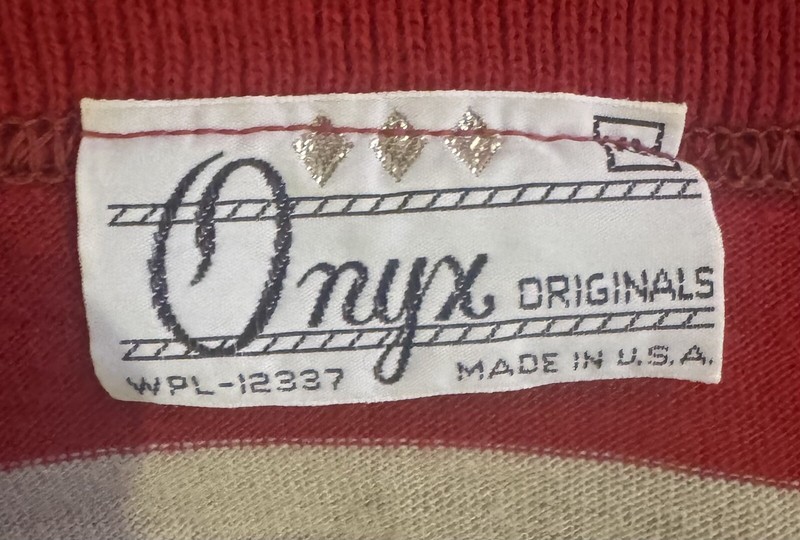 Onyx ORIGINALS
WPL-12337 MADE IN U.S.A.